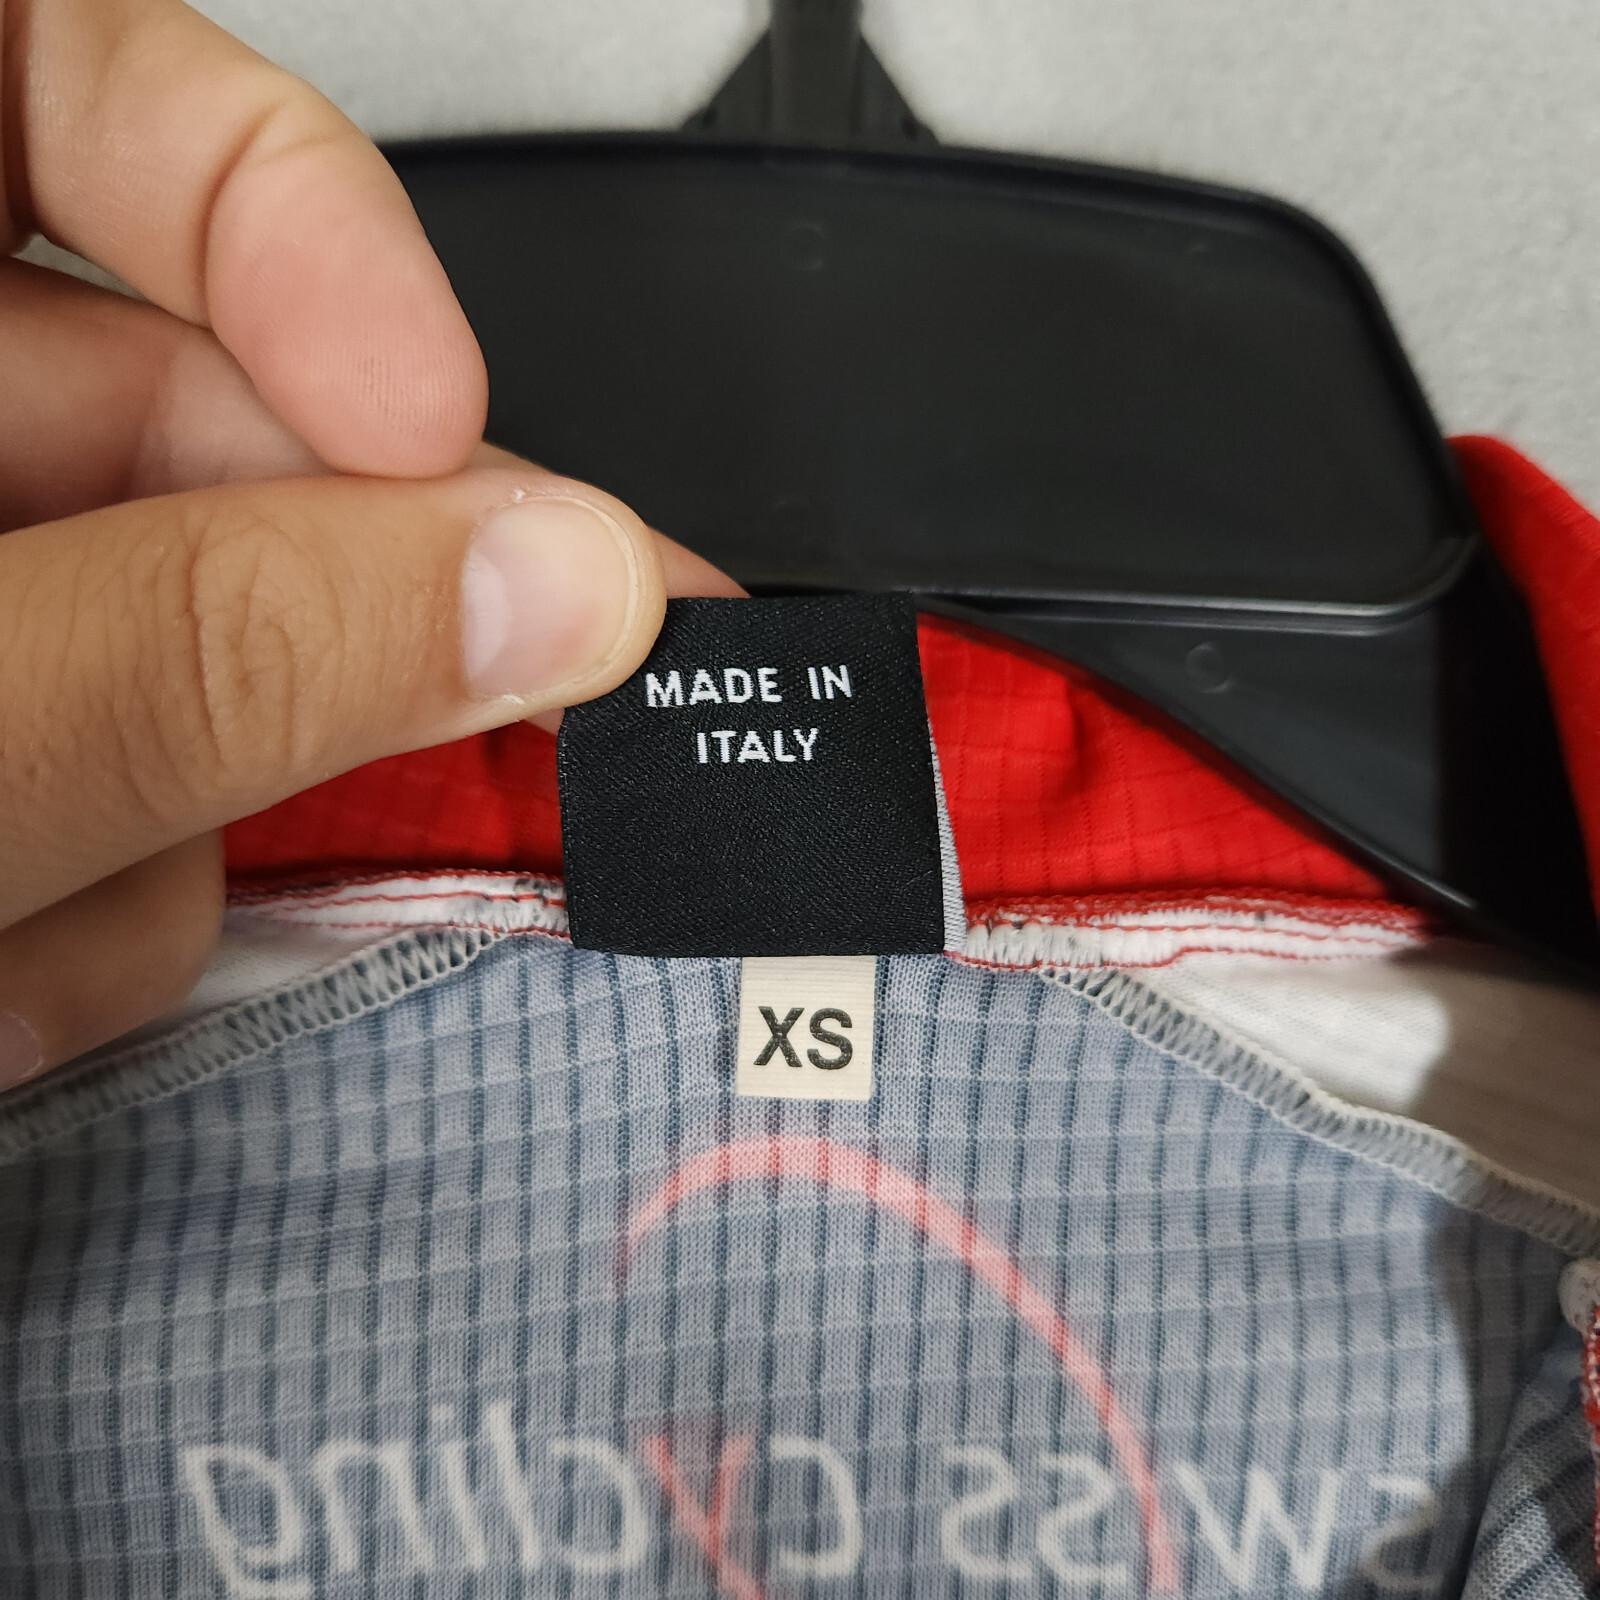 MADE IN
ITALY
XS
SWISS CYcling